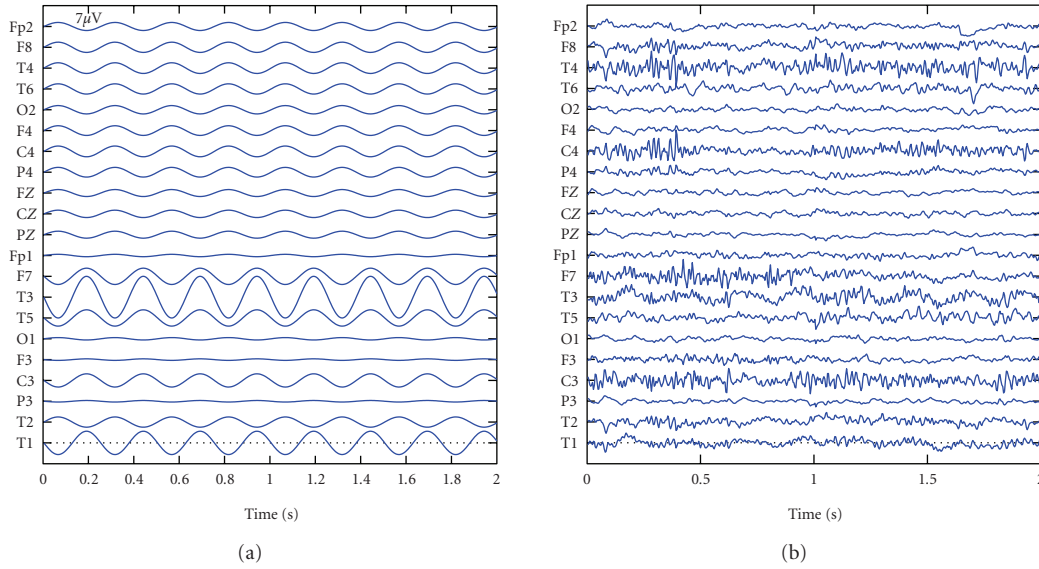 7μV
Fp2
F8
T4
T6
O2
F4
C4
P4
FZ
CZ
PZ
Fp1
F7
T3
T5
O1
F3
C3
P3
T2
T1
0 0.2 0.4 0.6 0.8 1 1.2 1.4 1.6 1.8 2
Time (s)
(a)
Fp2
F8
T4
T6
O2
F4
C4
P4
FZ
CZ
PZ
Fp1
F7
T3
T5
O1
F3
C3
P3
T2
T1
0 0.5 1 1.5 2
Time (s)
(b)